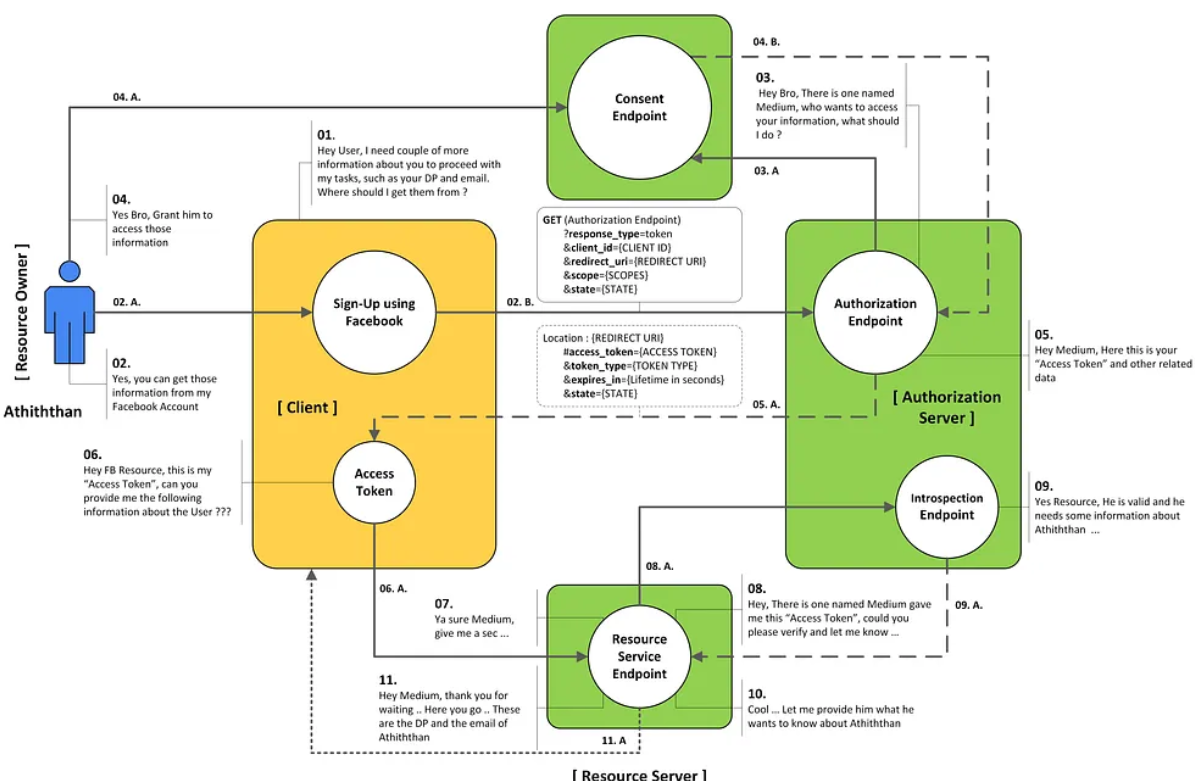 04. B.
03.
Hey Bro, There is one named
Medium, who wants to access
your information, what should
I do ?
Consent
Endpoint
04. A.
01.
Hey User, I need couple of more
information about you to proceed with
my tasks, such as your DP and email.
Where should I get them from ?
03. A
04.
Yes Bro, Grant him to
access those
information
GET (Authorization Endpoint)
?response_type=token
&client_id={CLIENT ID}
&redirect_uri={REDIRECT URI}
&scope={SCOPES}
&state={STATE}
[ Resource Owner ]
02. A.
Sign-Up using
Facebook
02. B.
Authorization
Endpoint
Location : {REDIRECT URI}
#access_token={ACCESS TOKEN}
&token_type={TOKEN TYPE}
&expires_in={Lifetime in seconds}
&state={STATE}
05.
Hey Medium, Here this is your
“Access Token” and other related
data
02.
Yes, you can get those
information from my
Facebook Account
Athiththan
[ Client ]
05. A.
[ Authorization
Server ]
06.
Hey FB Resource, this is my
“Access Token”, can you
provide me the following
information about the User ???
Access
Token
Introspection
Endpoint
09.
Yes Resource, He is valid and he
needs some information about
Athiththan ...
08. A.
06. A.
07.
Ya sure Medium,
give me a sec ...
08.
Hey, There is one named Medium gave
me this “Access Token”, could you
please verify and let me know ...
09. A.
Resource
Service
Endpoint
11.
Hey Medium, thank you for
waiting .. Here you go .. These
are the DP and the email of
Athiththan
10.
Cool ... Let me provide him what he
wants to know about Athiththan
11. A
[ Resource Server ]